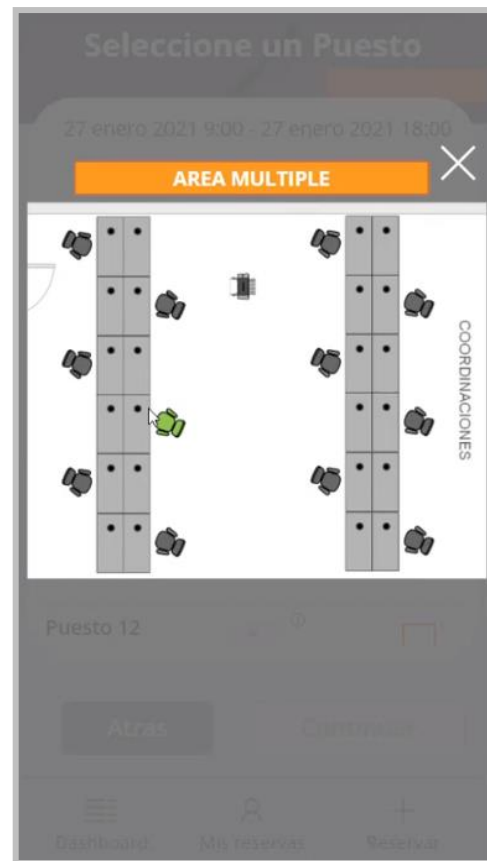 Seleccione un Puesto
27 enero 2021 9:00 - 27 enero 2021 18:00
AREA MULTIPLE
COORDINACIONES
Puesto 12
Atras
Continuar
Dashboard
Mis reservas
Reservar